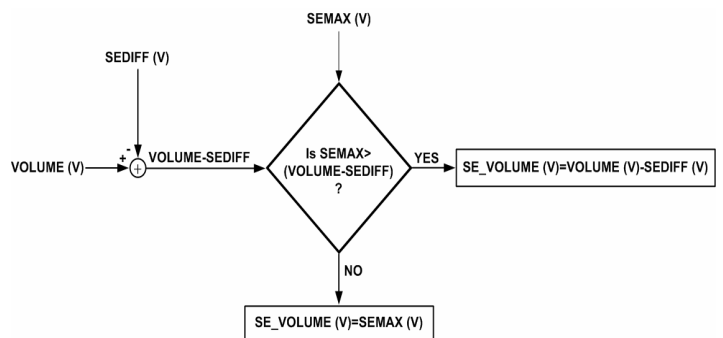 SEMAX (V)
SEDIFF (V)
VOLUME (V)
+
-
+
VOLUME-SEDIFF
Is SEMAX>
(VOLUME-SEDIFF)
?
YES
SE_VOLUME (V)=VOLUME (V)-SEDIFF (V)
NO
SE_VOLUME (V)=SEMAX (V)